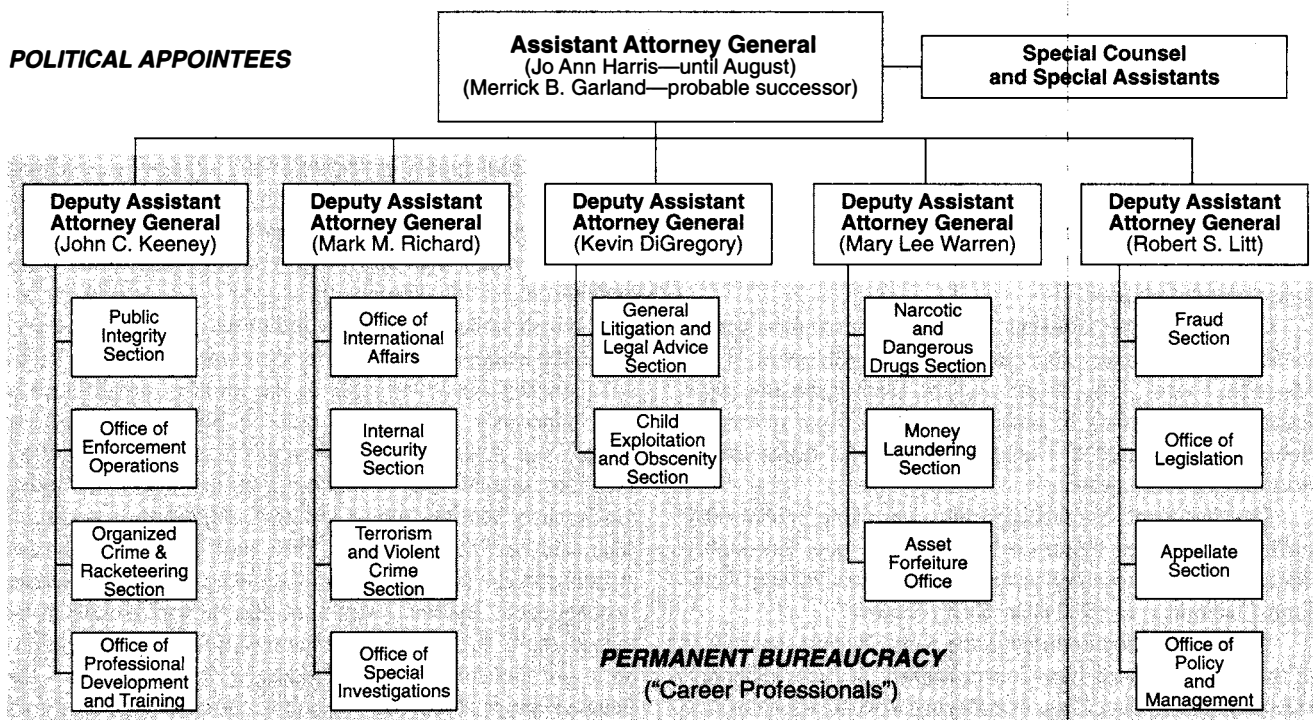 POLITICAL APPOINTEES
Assistant Attorney General
(Jo Ann Harris—until August)
(Merrick B. Garland—probable successor)
Special Counsel
and Special Assistants
Deputy Assistant
Attorney General
(John C. Keeney)
Deputy Assistant
Attorney General
(Mark M. Richard)
Deputy Assistant
Attorney General
(Kevin DiGregory)
Deputy Assistant
Attorney General
(Mary Lee Warren)
Deputy Assistant
Attorney General
(Robert S. Litt)
Public
Integrity
Section
Office of
Enforcement
Operations
Organized
Crime &
Racketeering
Section
Office of
Professional
Development
and Training
Office of
International
Affairs
Internal
Security
Section
Terrorism
and Violent
Crime
Section
Office of
Special
Investigations
General
Litigation and
Legal Advice
Section
Child
Exploitation
and Obscenity
Section
Narcotic
and
Dangerous
Drugs Section
Money
Laundering
Section
Asset
Forfeiture
Office
Fraud
Section
Office of
Legislation
Appellate
Section
Office of
Policy
and
Management
PERMANENT BUREAUCRACY
("Career Professionals")